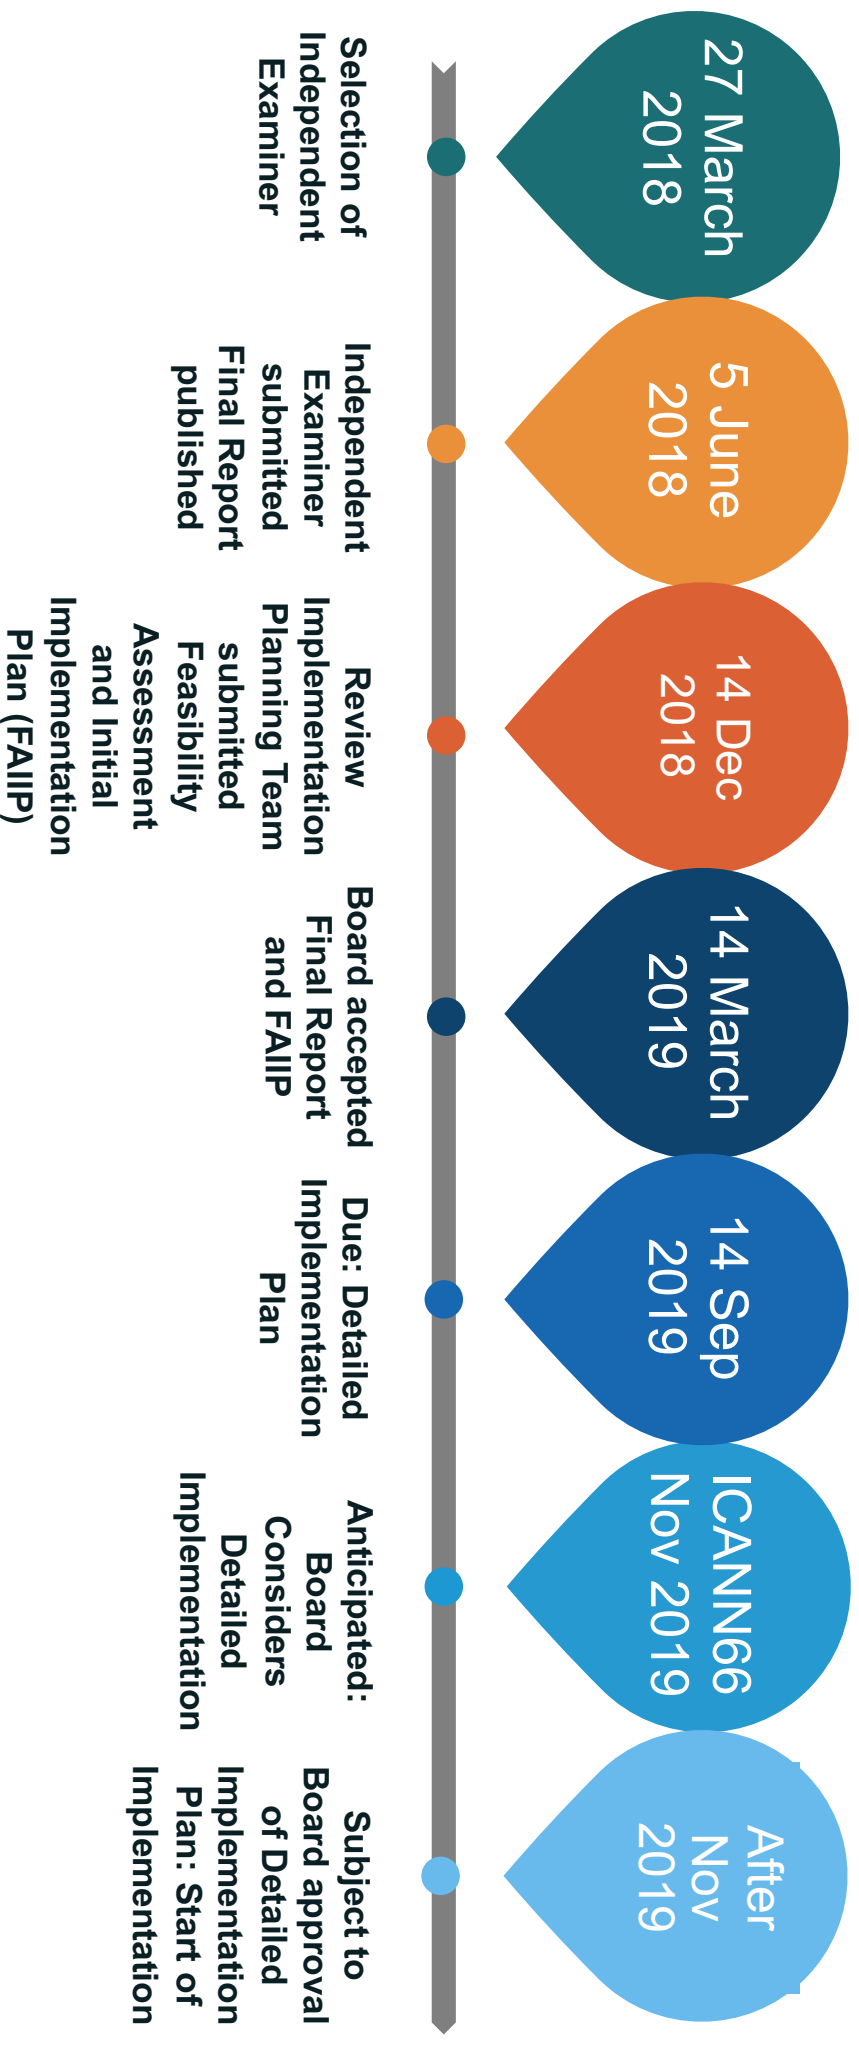 27 March
2018
5 June
2018
14 Dec
2018
14 March
2019
14 Sep
2019
ICANN66
Nov 2019
After
Nov
2019
Selection of
Independent
Examiner
Independent
Examiner
submitted
Final Report
published
Review
Implementation
Planning Team
submitted
Feasibility
Assessment
and Initial
Implementation
Plan (FAIIP)
Board accepted
Final Report
and FAIIP
Due: Detailed
Implementation
Plan
Anticipated:
Board
Considers
Detailed
Implementation
Subject to
Board approval
of Detailed
Implementation
Plan: Start of
Implementation